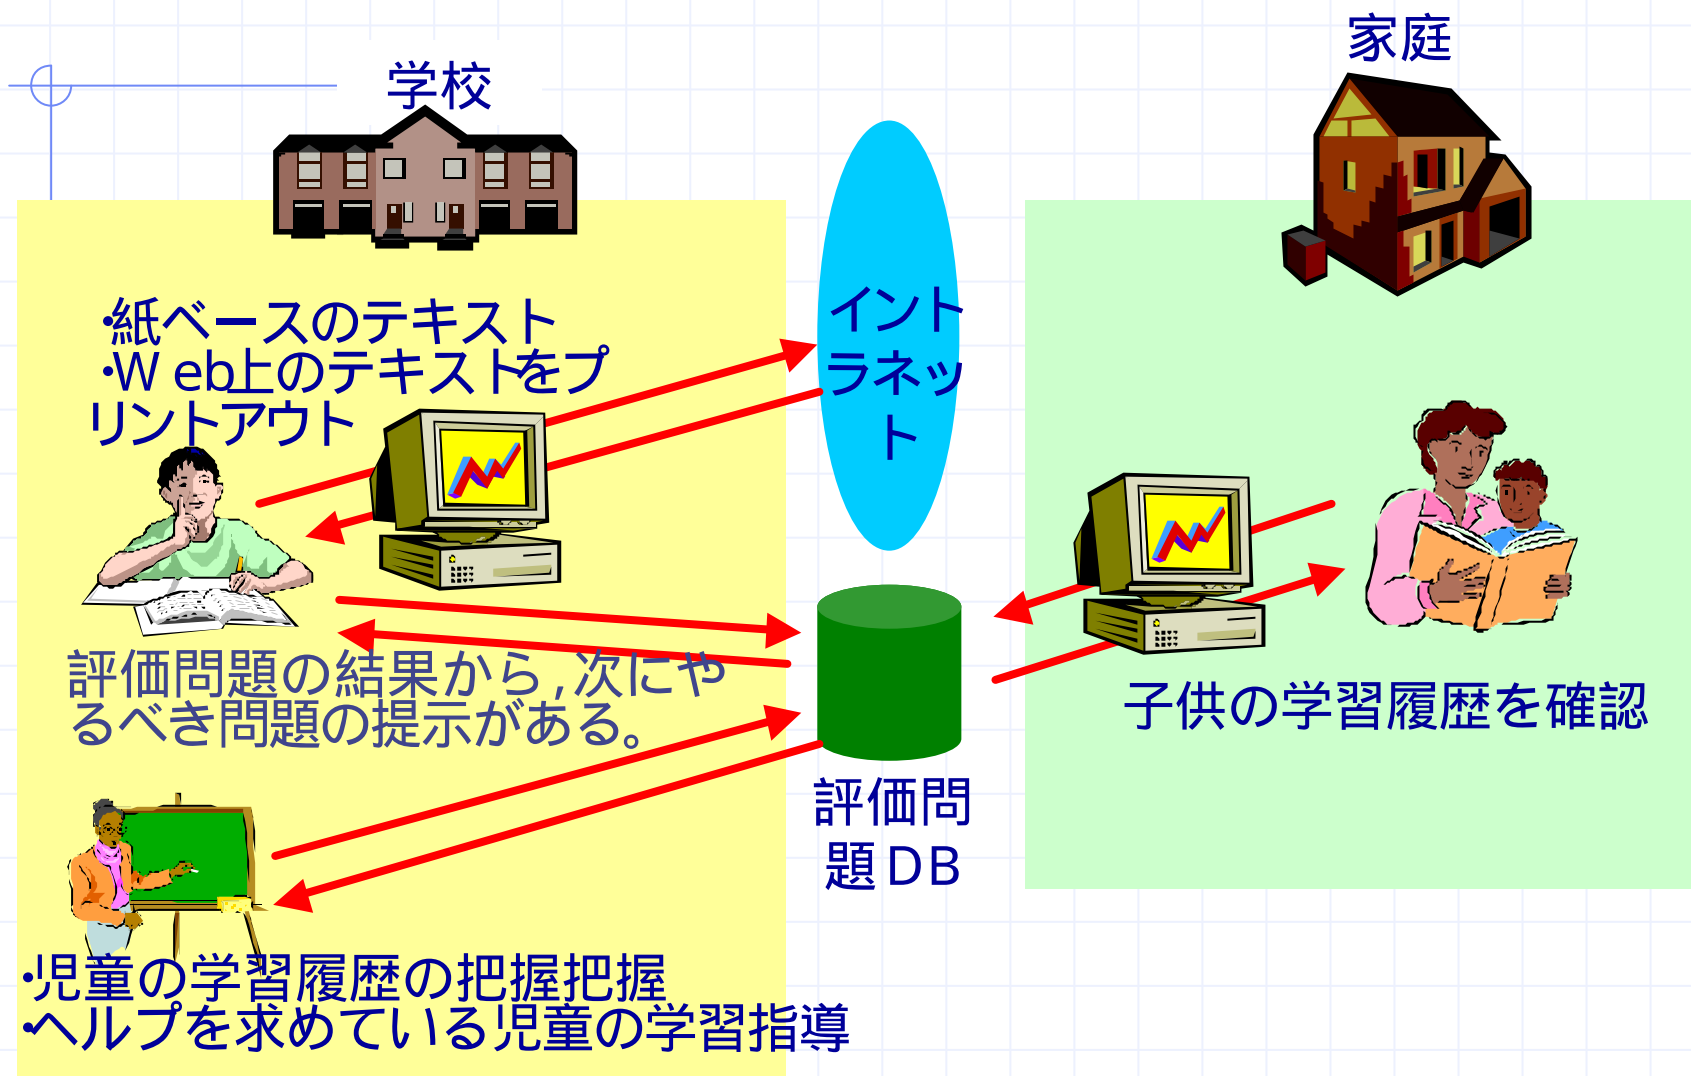 学校
家庭
・紙ベースのテキスト
・Web上のテキストをプ
リントアウト
イント
ラネッ
ト
評価問題の結果から,次にや
るべき問題の提示がある。
子供の学習履歴を確認
評価問
題DB
・児童の学習履歴の把握把握
・ヘルプを求めている児童の学習指導